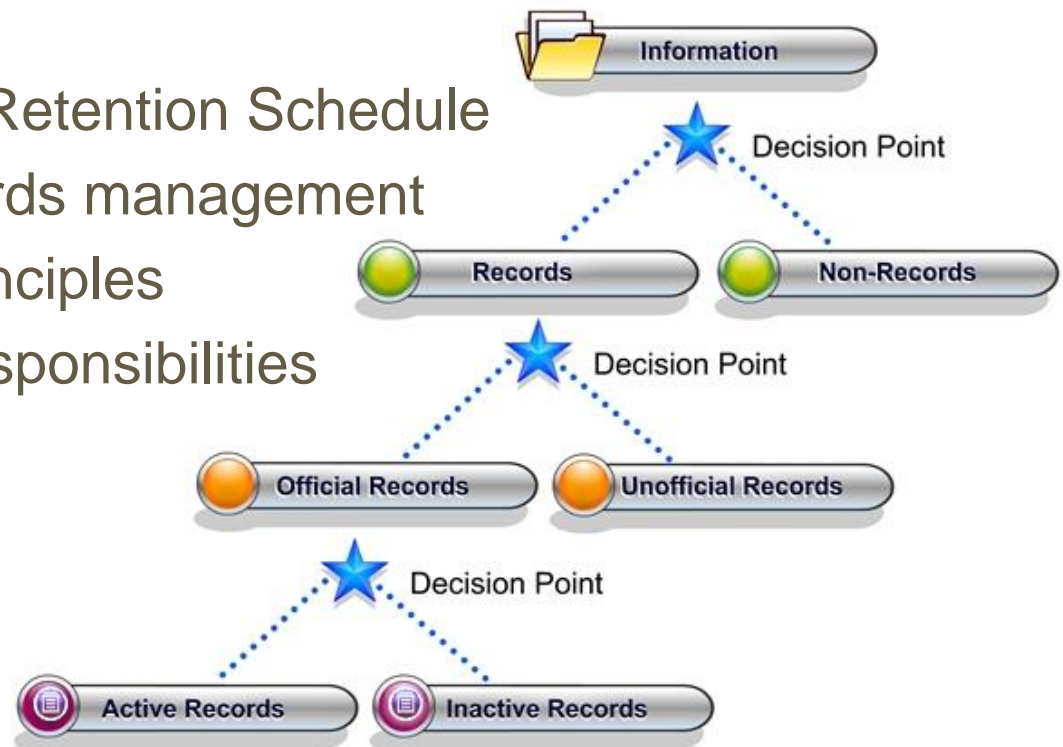 Information
Retention Schedule
Decision Point
rds management
nciples
Records
Non-Records
sponsibilities
Decision Point
Official Records
Unofficial Records
Decision Point
Active Records
Inactive Records